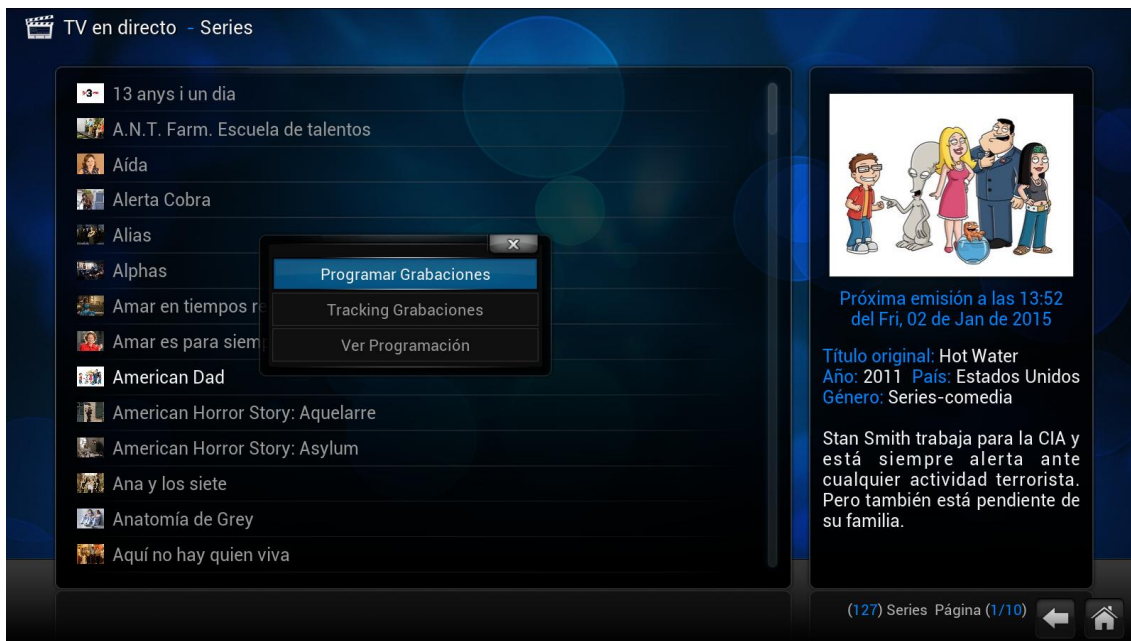 TV en directo - Series
13 anys i un dia
A.N.T. Farm. Escuela de talentos
Aída
Alerta Cobra
Alias
Alphas
Amar en tiempos re
Amar es para siem
American Dad
American Horror Story: Aquelarre
American Horror Story: Asylum
Ana y los siete
Anatomía de Grey
Aquí no hay quien viva
X
Programar Grabaciones
Tracking Grabaciones
Ver Programación
Próxima emisión a las 13:52
del Fri, 02 de Jan de 2015
Título original: Hot Water
Año: 2011 País: Estados Unidos
Género: Series-comedia
Stan Smith trabaja para la CIA y
está siempre alerta ante
cualquier actividad terrorista.
Pero también está pendiente de
su familia.
(127) Series Página (1/10)